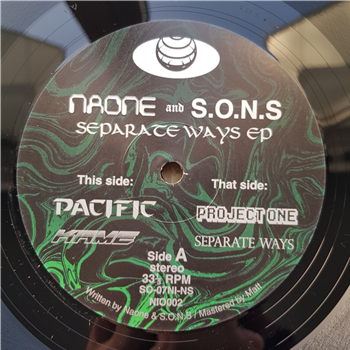 NAONE and S.O.N.S
SEPARATE WAYS EP
This side:
PACIFIC
KAME
That side:
PROJECT ONE
SEPARATE WAYS
Side A
stereo
33⅓ RPM
SO-07NI-NS
NIO002
Written by Naone & S.O.N.S / Mastered by Matt